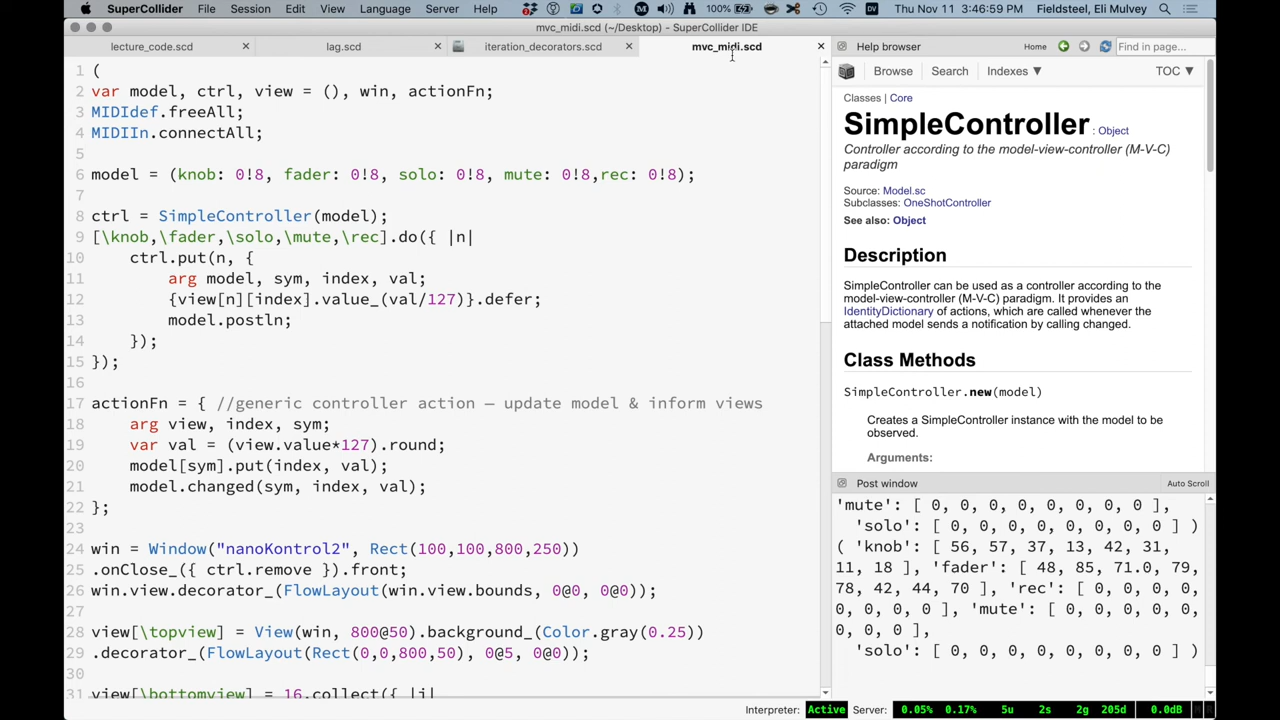 SuperCollider File Session Edit View Language Server Help 100% Thu Nov 11 3:46:59 PM Fieldsteel, Eli Mulvey
mvc_midi.scd (~/Desktop) - SuperCollider IDE
lecture_code.scd lag.scd iteration_decorators.scd mvc_midi.scd
1 (
2 var model, ctrl, view = (), win, actionFn;
3 MIDIdef.freeAll;
4 MIDIIn.connectAll;
5
6 model = (knob: 0!8, fader: 0!8, solo: 0!8, mute: 0!8,rec: 0!8);
7
8 ctrl = SimpleController(model);
9 [\knob,\fader,\solo,\mute,\rec].do({ |n|
10 ctrl.put(n, {
11 arg model, sym, index, val;
12 {view[n][index].value_(val/127)}.defer;
13 model.postln;
14 });
15 });
16
17 actionFn = { //generic controller action – update model & inform views
18 arg view, index, sym;
19 var val = (view.value*127).round;
20 model[sym].put(index, val);
21 model.changed(sym, index, val);
22 };
23
24 win = Window("nanoKontrol2", Rect(100,100,800,250))
25 .onClose_({ ctrl.remove }).front;
26 win.view.decorator_(FlowLayout(win.view.bounds, 0@0, 0@0));
27
28 view[\topview] = View(win, 800@50).background_(Color.gray(0.25))
29 .decorator_(FlowLayout(Rect(0,0,800,50), 0@5, 0@0));
30
31 view[\bottomview] = 16.collect({ |i|
Help browser Home Find in page...
Browse Search Indexes ▼ TOC ▼
Classes | Core
SimpleController : Object
Controller according to the model-view-controller (M-V-C)
paradigm
Source: Model.sc
Subclasses: OneShotController
See also: Object
Description
SimpleController can be used as a controller according to the
model-view-controller (M-V-C) paradigm. It provides an
IdentityDictionary of actions, which are called whenever the
attached model sends a notification by calling changed.
Class Methods
SimpleController.new(model)
Creates a SimpleController instance with the model to be
observed.
Arguments:
Post window Auto Scroll
'mute': [ 0, 0, 0, 0, 0, 0, 0, 0 ],
'solo': [ 0, 0, 0, 0, 0, 0, 0, 0 ] )
( 'knob': [ 56, 57, 37, 13, 42, 31,
11, 18 ], 'fader': [ 48, 85, 71.0, 79,
78, 42, 44, 70 ], 'rec': [ 0, 0, 0, 0,
0, 0, 0, 0 ], 'mute': [ 0, 0, 0, 0, 0,
0, 0, 0 ],
'solo': [ 0, 0, 0, 0, 0, 0, 0, 0 ] )
Interpreter: Active Server: 0.05% 0.17% 5u 2s 2g 205d 0.0dB M R